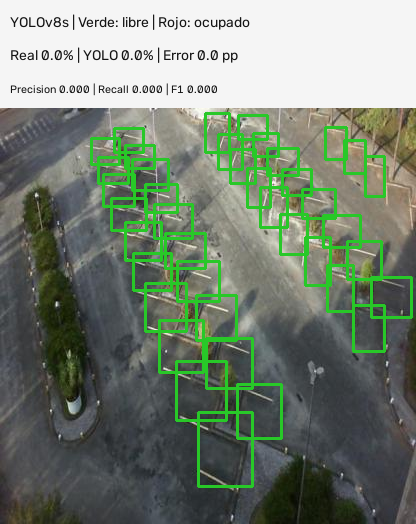 YOLOv8s | Verde: libre | Rojo: ocupado
Real 0.0% | YOLO 0.0% | Error 0.0 pp
Precision 0.000 | Recall 0.000 | F1 0.000